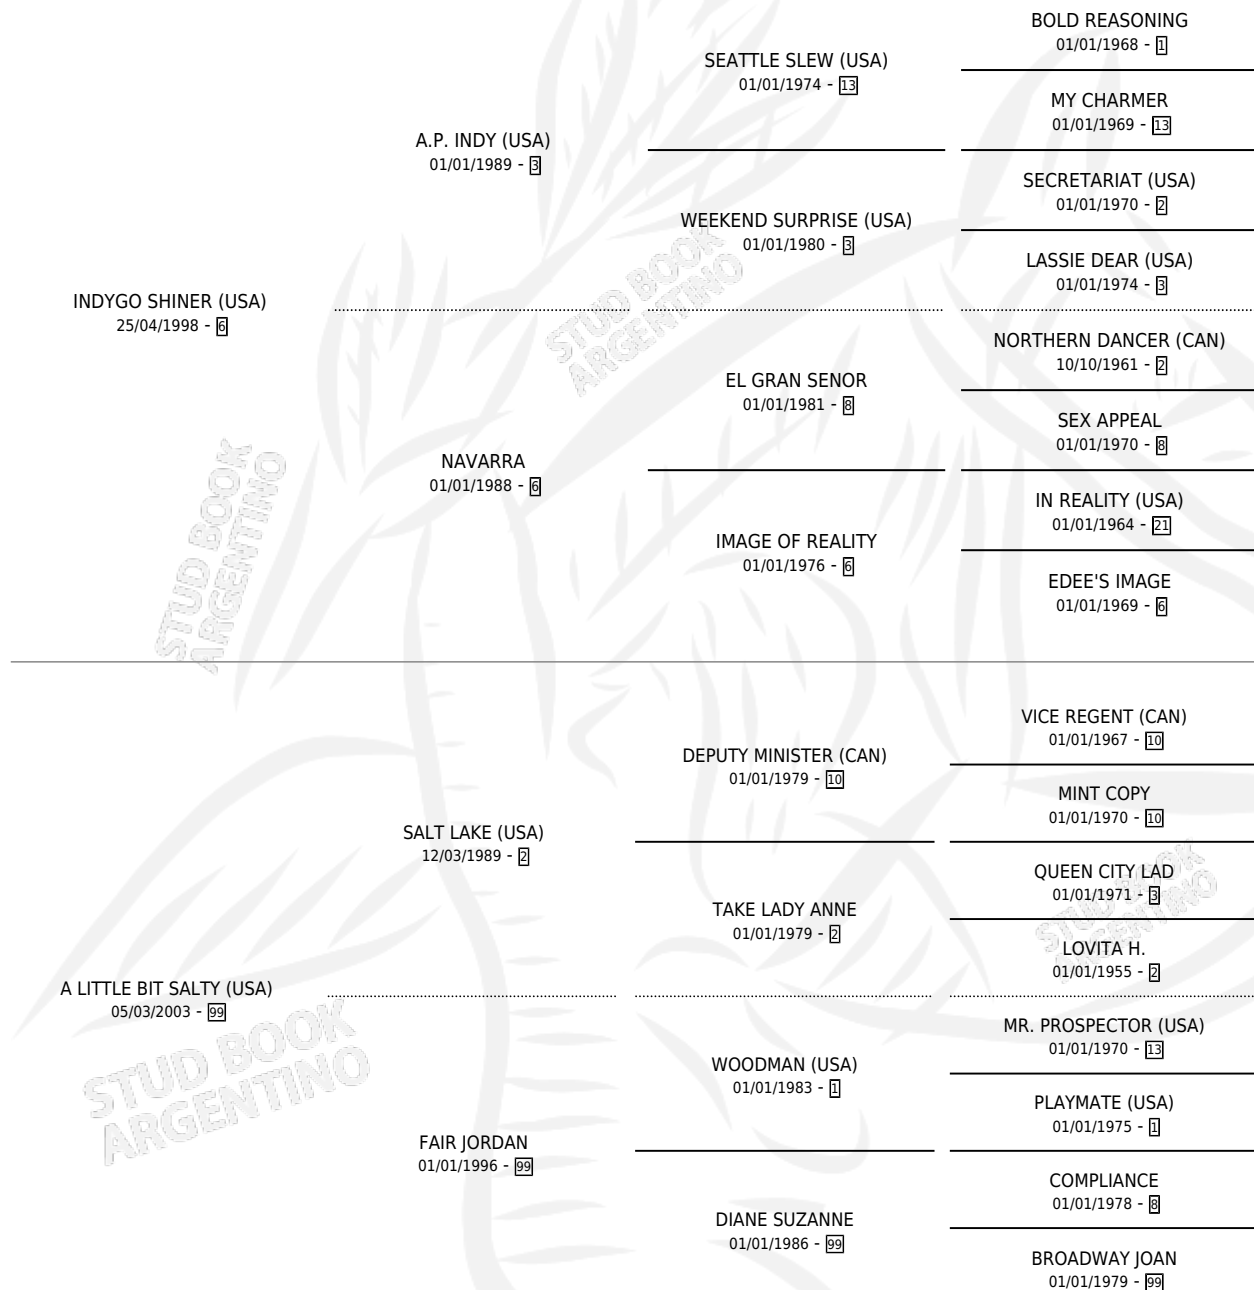 BOLD REASONING
01/01/1968 - 1
SEATTLE SLEW (USA)
01/01/1974 - 13
MY CHARMER
01/01/1969 - 13
A.P. INDY (USA)
01/01/1989 - 3
SECRETARIAT (USA)
01/01/1970 - 2
WEEKEND SURPRISE (USA)
01/01/1980 - 3
LASSIE DEAR (USA)
01/01/1974 - 3
INDYGO SHINER (USA)
25/04/1998 - 6
NORTHERN DANCER (CAN)
10/10/1961 - 2
EL GRAN SENOR
01/01/1981 - 8
SEX APPEAL
01/01/1970 - 8
NAVARRA
01/01/1988 - 6
IN REALITY (USA)
01/01/1964 - 21
IMAGE OF REALITY
01/01/1976 - 6
EDEE'S IMAGE
01/01/1969 - 6
VICE REGENT (CAN)
01/01/1967 - 10
DEPUTY MINISTER (CAN)
01/01/1979 - 10
MINT COPY
01/01/1970 - 10
SALT LAKE (USA)
12/03/1989 - 2
QUEEN CITY LAD
01/01/1971 - 3
TAKE LADY ANNE
01/01/1979 - 2
LOVITA H.
01/01/1955 - 2
A LITTLE BIT SALTY (USA)
05/03/2003 - 99
MR. PROSPECTOR (USA)
01/01/1970 - 13
WOODMAN (USA)
01/01/1983 - 1
PLAYMATE (USA)
01/01/1975 - 1
FAIR JORDAN
01/01/1996 - 99
COMPLIANCE
01/01/1978 - 8
DIANE SUZANNE
01/01/1986 - 99
BROADWAY JOAN
01/01/1979 - 99
STUD BOOK
ARGENTINO
STUD BOOK
ARGENTINO
STUD BOOK
ARGENTINO
STUD BOOK
ARGENTINO